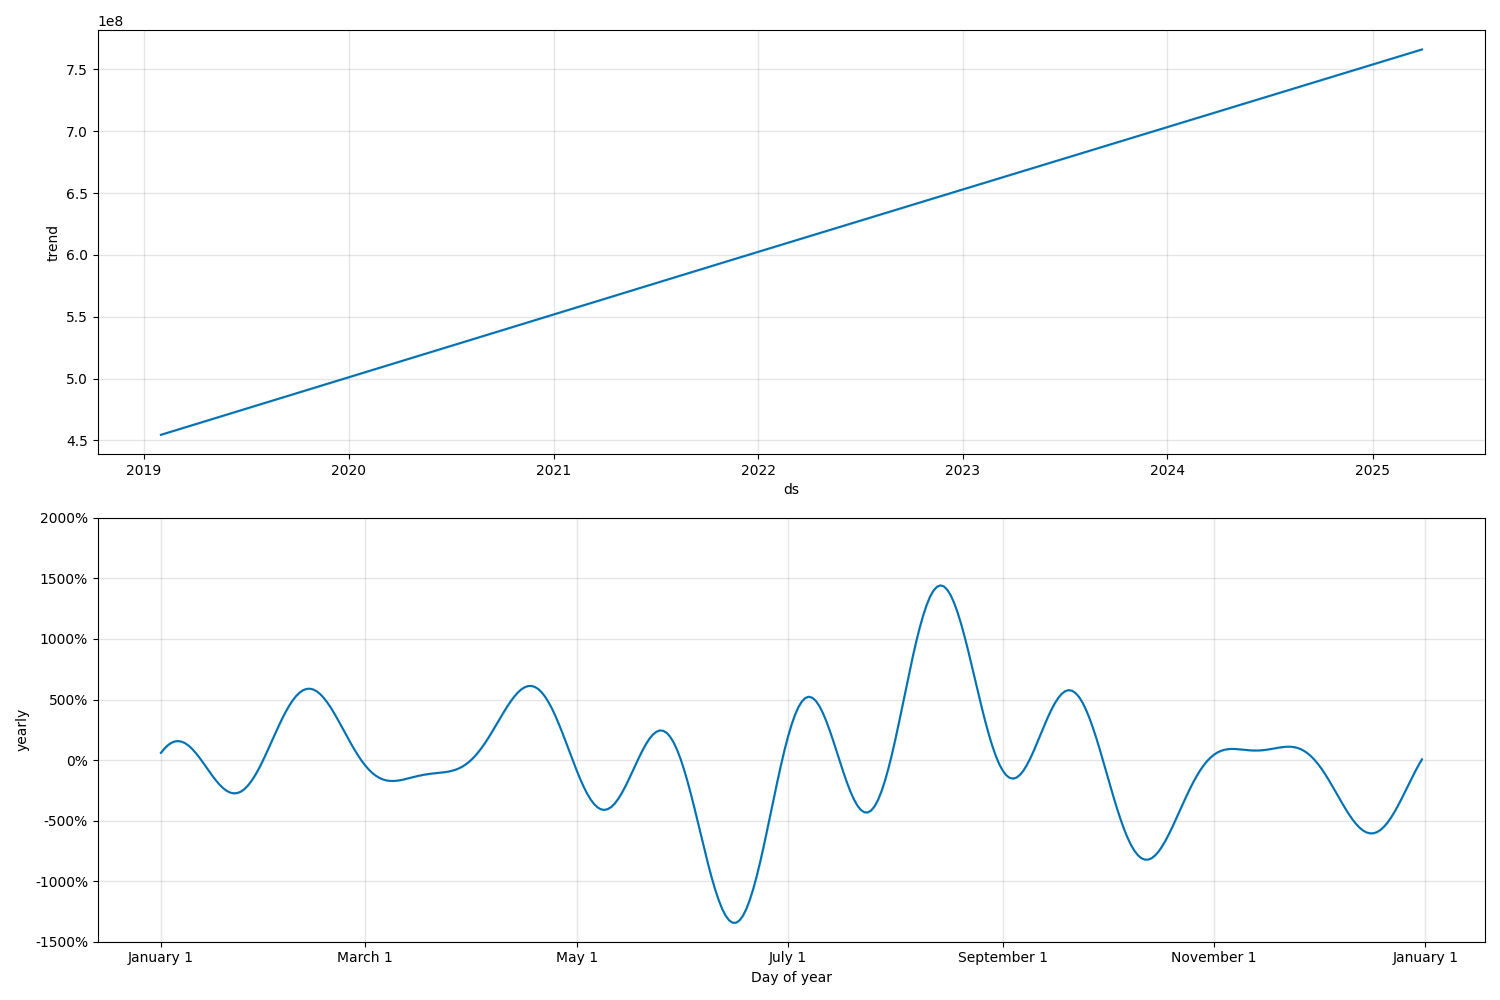 1e8
7.5
7.0
6.5
6.0
5.5
5.0
4.5
trend
2019 2020 2021 2022 2023 2024 2025
ds
2000%
1500%
1000%
500%
0%
-500%
-1000%
-1500%
yearly
January 1 March 1 May 1 July 1 September 1 November 1 January 1
Day of year